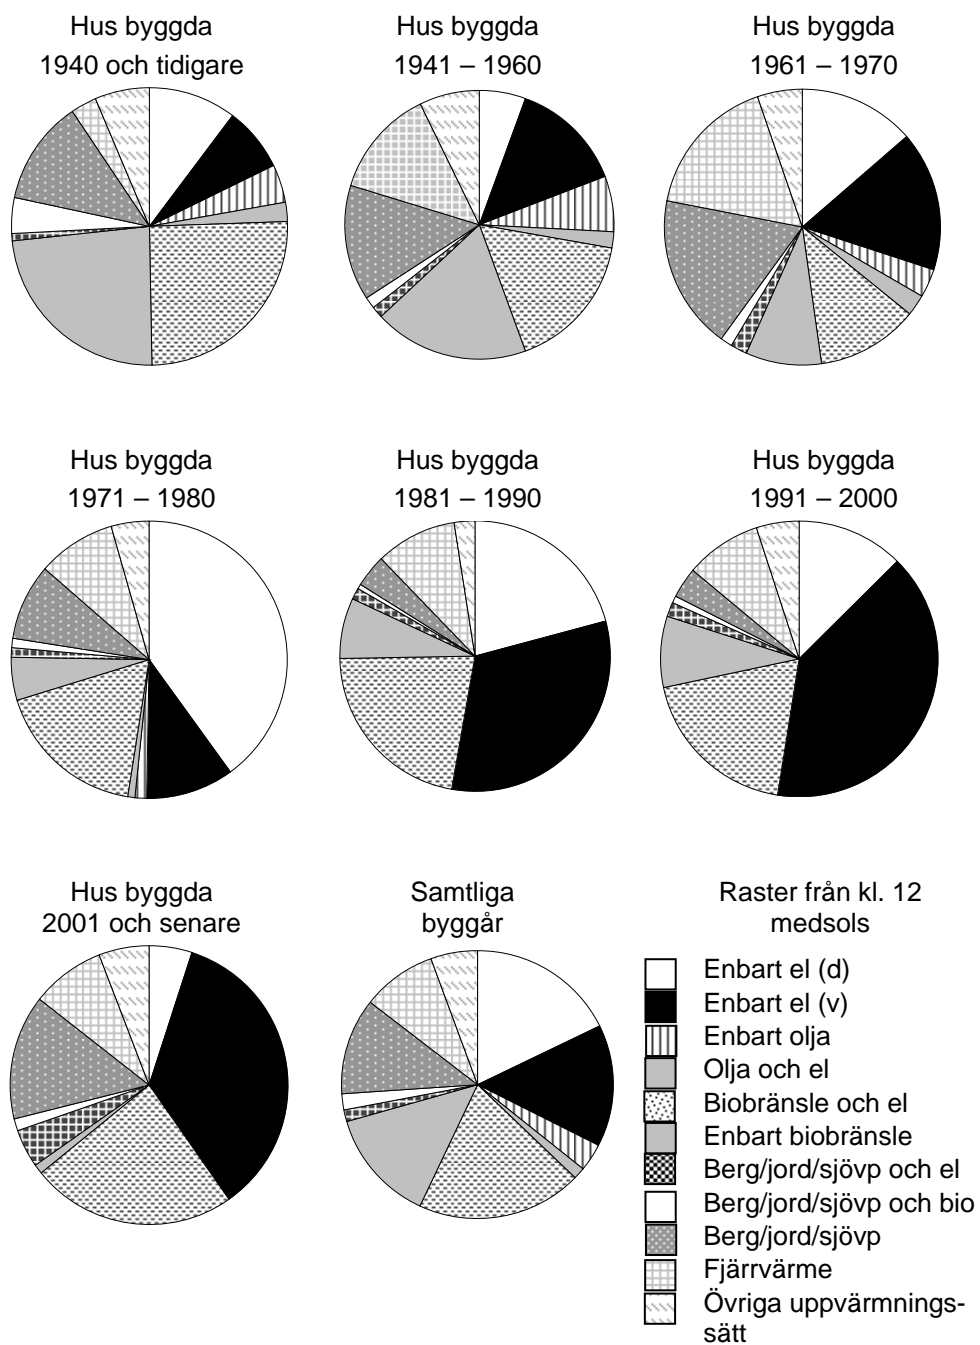 Hus byggda
1940 och tidigare
Hus byggda
1941 – 1960
Hus byggda
1961 – 1970
Hus byggda
1971 – 1980
Hus byggda
1981 – 1990
Hus byggda
1991 – 2000
Hus byggda
2001 och senare
Samtliga
byggår
Raster från kl. 12
medsols
Enbart el (d)
Enbart el (v)
Enbart olja
Olja och el
Biobränsle och el
Enbart biobränsle
Berg/jord/sjövp och el
Berg/jord/sjövp och bio
Berg/jord/sjövp
Fjärrvärme
Övriga uppvärmnings-
sätt